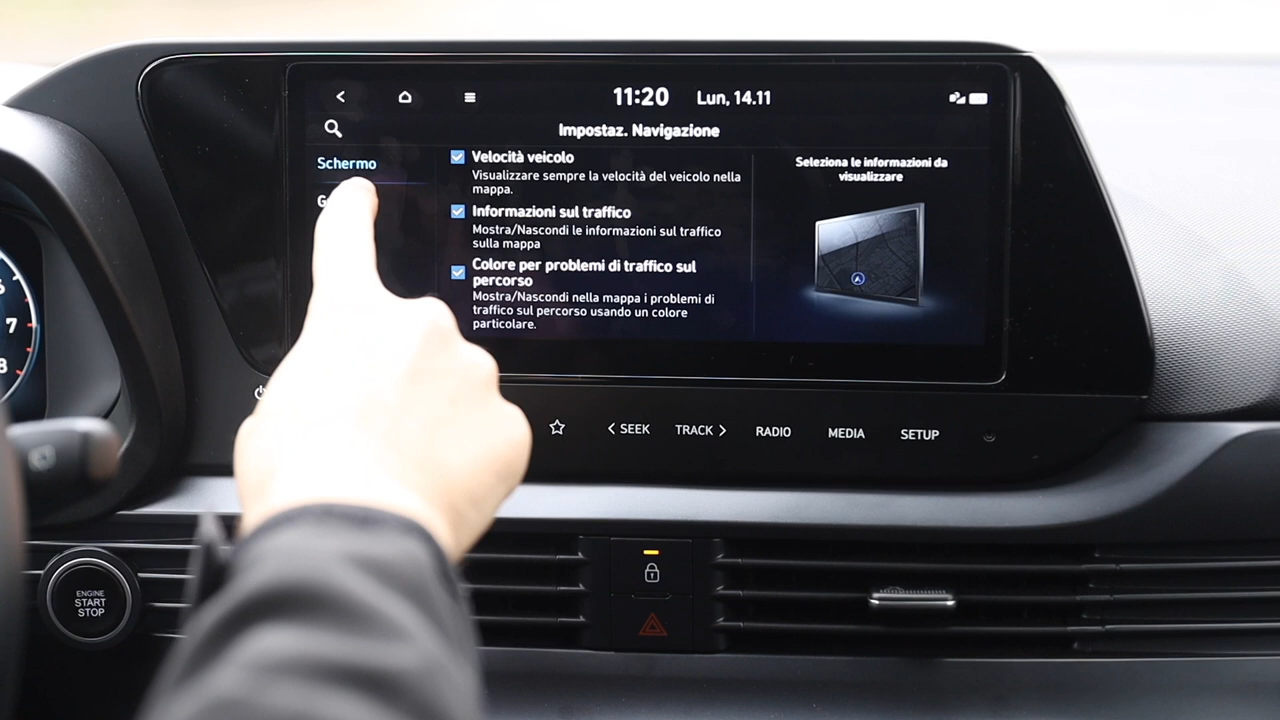 11:20 Lun, 14.11
Impostaz. Navigazione
Schermo
Velocità veicolo
Visualizzare sempre la velocità del veicolo nella
mappa.
Informazioni sul traffico
Mostra/Nascondi le informazioni sul traffico
sulla mappa
Colore per problemi di traffico sul
percorso
Mostra/Nascondi nella mappa i problemi di
traffico sul percorso usando un colore
particolare.
Seleziona le informazioni da
visualizzare
7
8
< SEEK TRACK > RADIO MEDIA SETUP
ENGINE
START
STOP